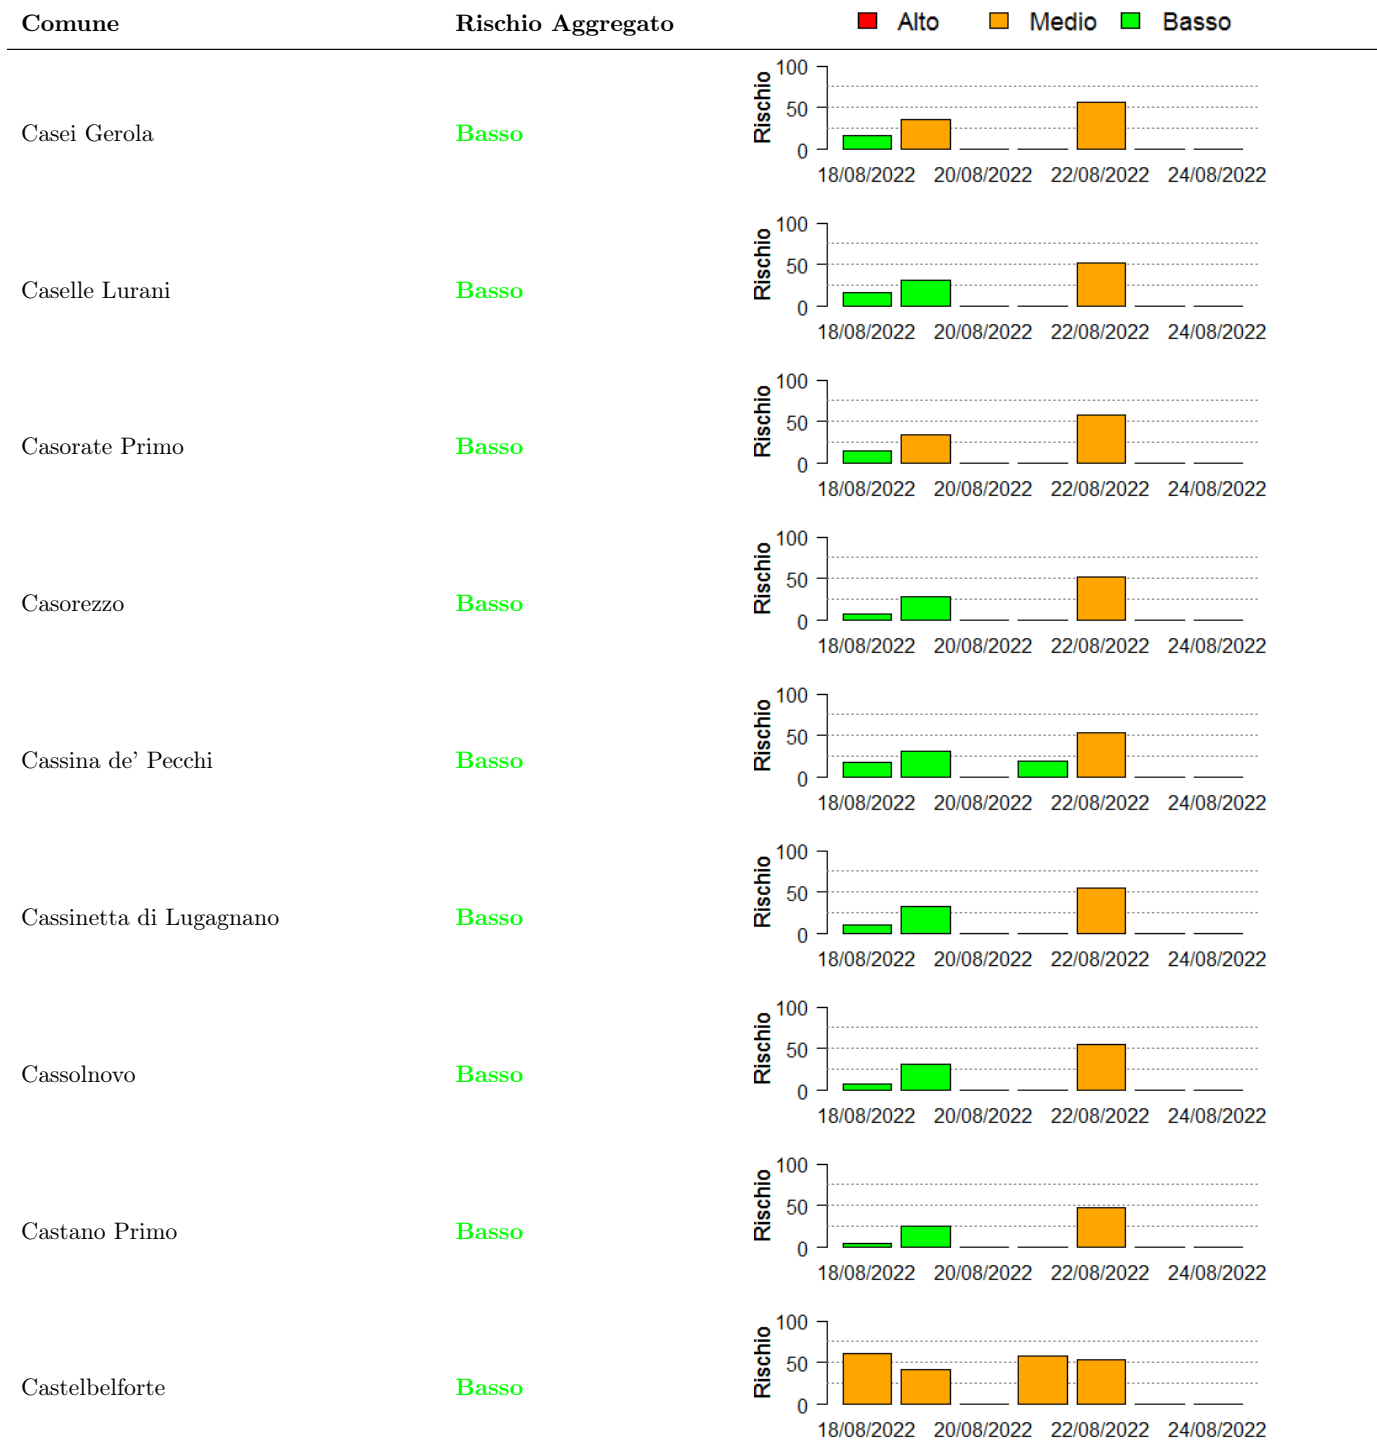 Comune Rischio Aggregato Alto Medio Basso
100
50
0
Rischio
Casei Gerola Basso
18/08/2022 20/08/2022 22/08/2022 24/08/2022
100
50
0
Rischio
Caselle Lurani Basso
18/08/2022 20/08/2022 22/08/2022 24/08/2022
100
50
0
Rischio
Casorate Primo Basso
18/08/2022 20/08/2022 22/08/2022 24/08/2022
100
50
0
Rischio
Casorezzo Basso
18/08/2022 20/08/2022 22/08/2022 24/08/2022
100
50
0
Rischio
Cassina de' Pecchi Basso
18/08/2022 20/08/2022 22/08/2022 24/08/2022
100
50
0
Rischio
Cassinetta di Lugagnano Basso
18/08/2022 20/08/2022 22/08/2022 24/08/2022
100
50
0
Rischio
Cassolnovo Basso
18/08/2022 20/08/2022 22/08/2022 24/08/2022
100
50
0
Rischio
Castano Primo Basso
18/08/2022 20/08/2022 22/08/2022 24/08/2022
100
50
0
Rischio
Castelbelforte Basso
18/08/2022 20/08/2022 22/08/2022 24/08/2022